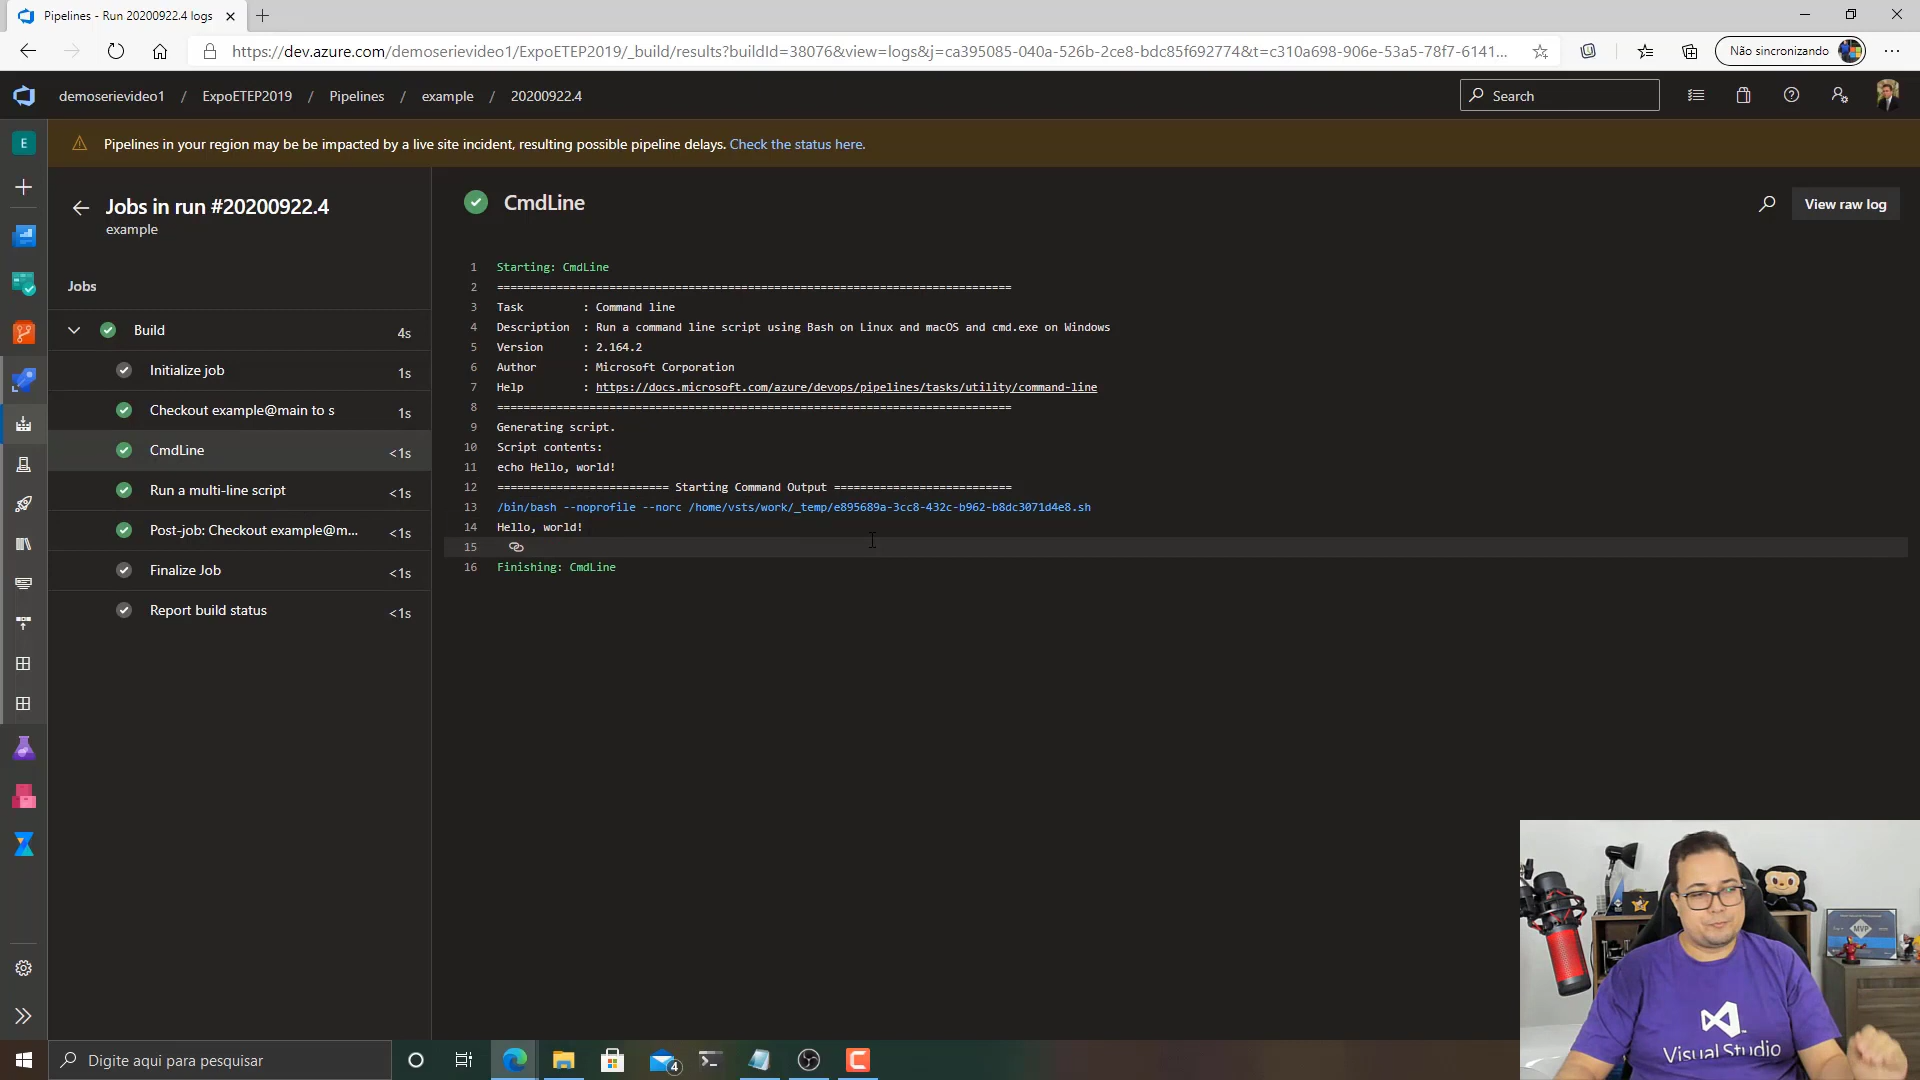 Pipelines - Run 20200922.4 logs
https://dev.azure.com/demoserievideo1/ExpoETEP2019/_build/results?buildId=38076&view=logs&j=ca395085-040a-526b-2ce8-bdc85f692774&t=c310a698-906e-53a5-78f7-6141...
Não sincronizando
demoserievideo1 / ExpoETEP2019 / Pipelines / example / 20200922.4
Search
E
Pipelines in your region may be be impacted by a live site incident, resulting possible pipeline delays. Check the status here.
Jobs in run #20200922.4
example
Jobs
Build 4s
Initialize job 1s
Checkout example@main to s 1s
CmdLine <1s
Run a multi-line script <1s
Post-job: Checkout example@m... <1s
Finalize Job <1s
Report build status <1s
CmdLine
View raw log
1 Starting: CmdLine
2 ==============================================================================
3 Task : Command line
4 Description : Run a command line script using Bash on Linux and macOS and cmd.exe on Windows
5 Version : 2.164.2
6 Author : Microsoft Corporation
7 Help : https://docs.microsoft.com/azure/devops/pipelines/tasks/utility/command-line
8 ==============================================================================
9 Generating script.
10 Script contents:
11 echo Hello, world!
12 ========================== Starting Command Output ===========================
13 /bin/bash --noprofile --norc /home/vsts/work/_temp/e895689a-3cc8-432c-b962-b8dc3071d4e8.sh
14 Hello, world!
15
16 Finishing: CmdLine
MVP
Visual Studio
Digite aqui para pesquisar
4